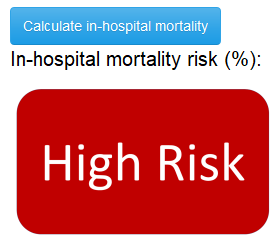 Calculate in-hospital mortality
In-hospital mortality risk (%):
High Risk